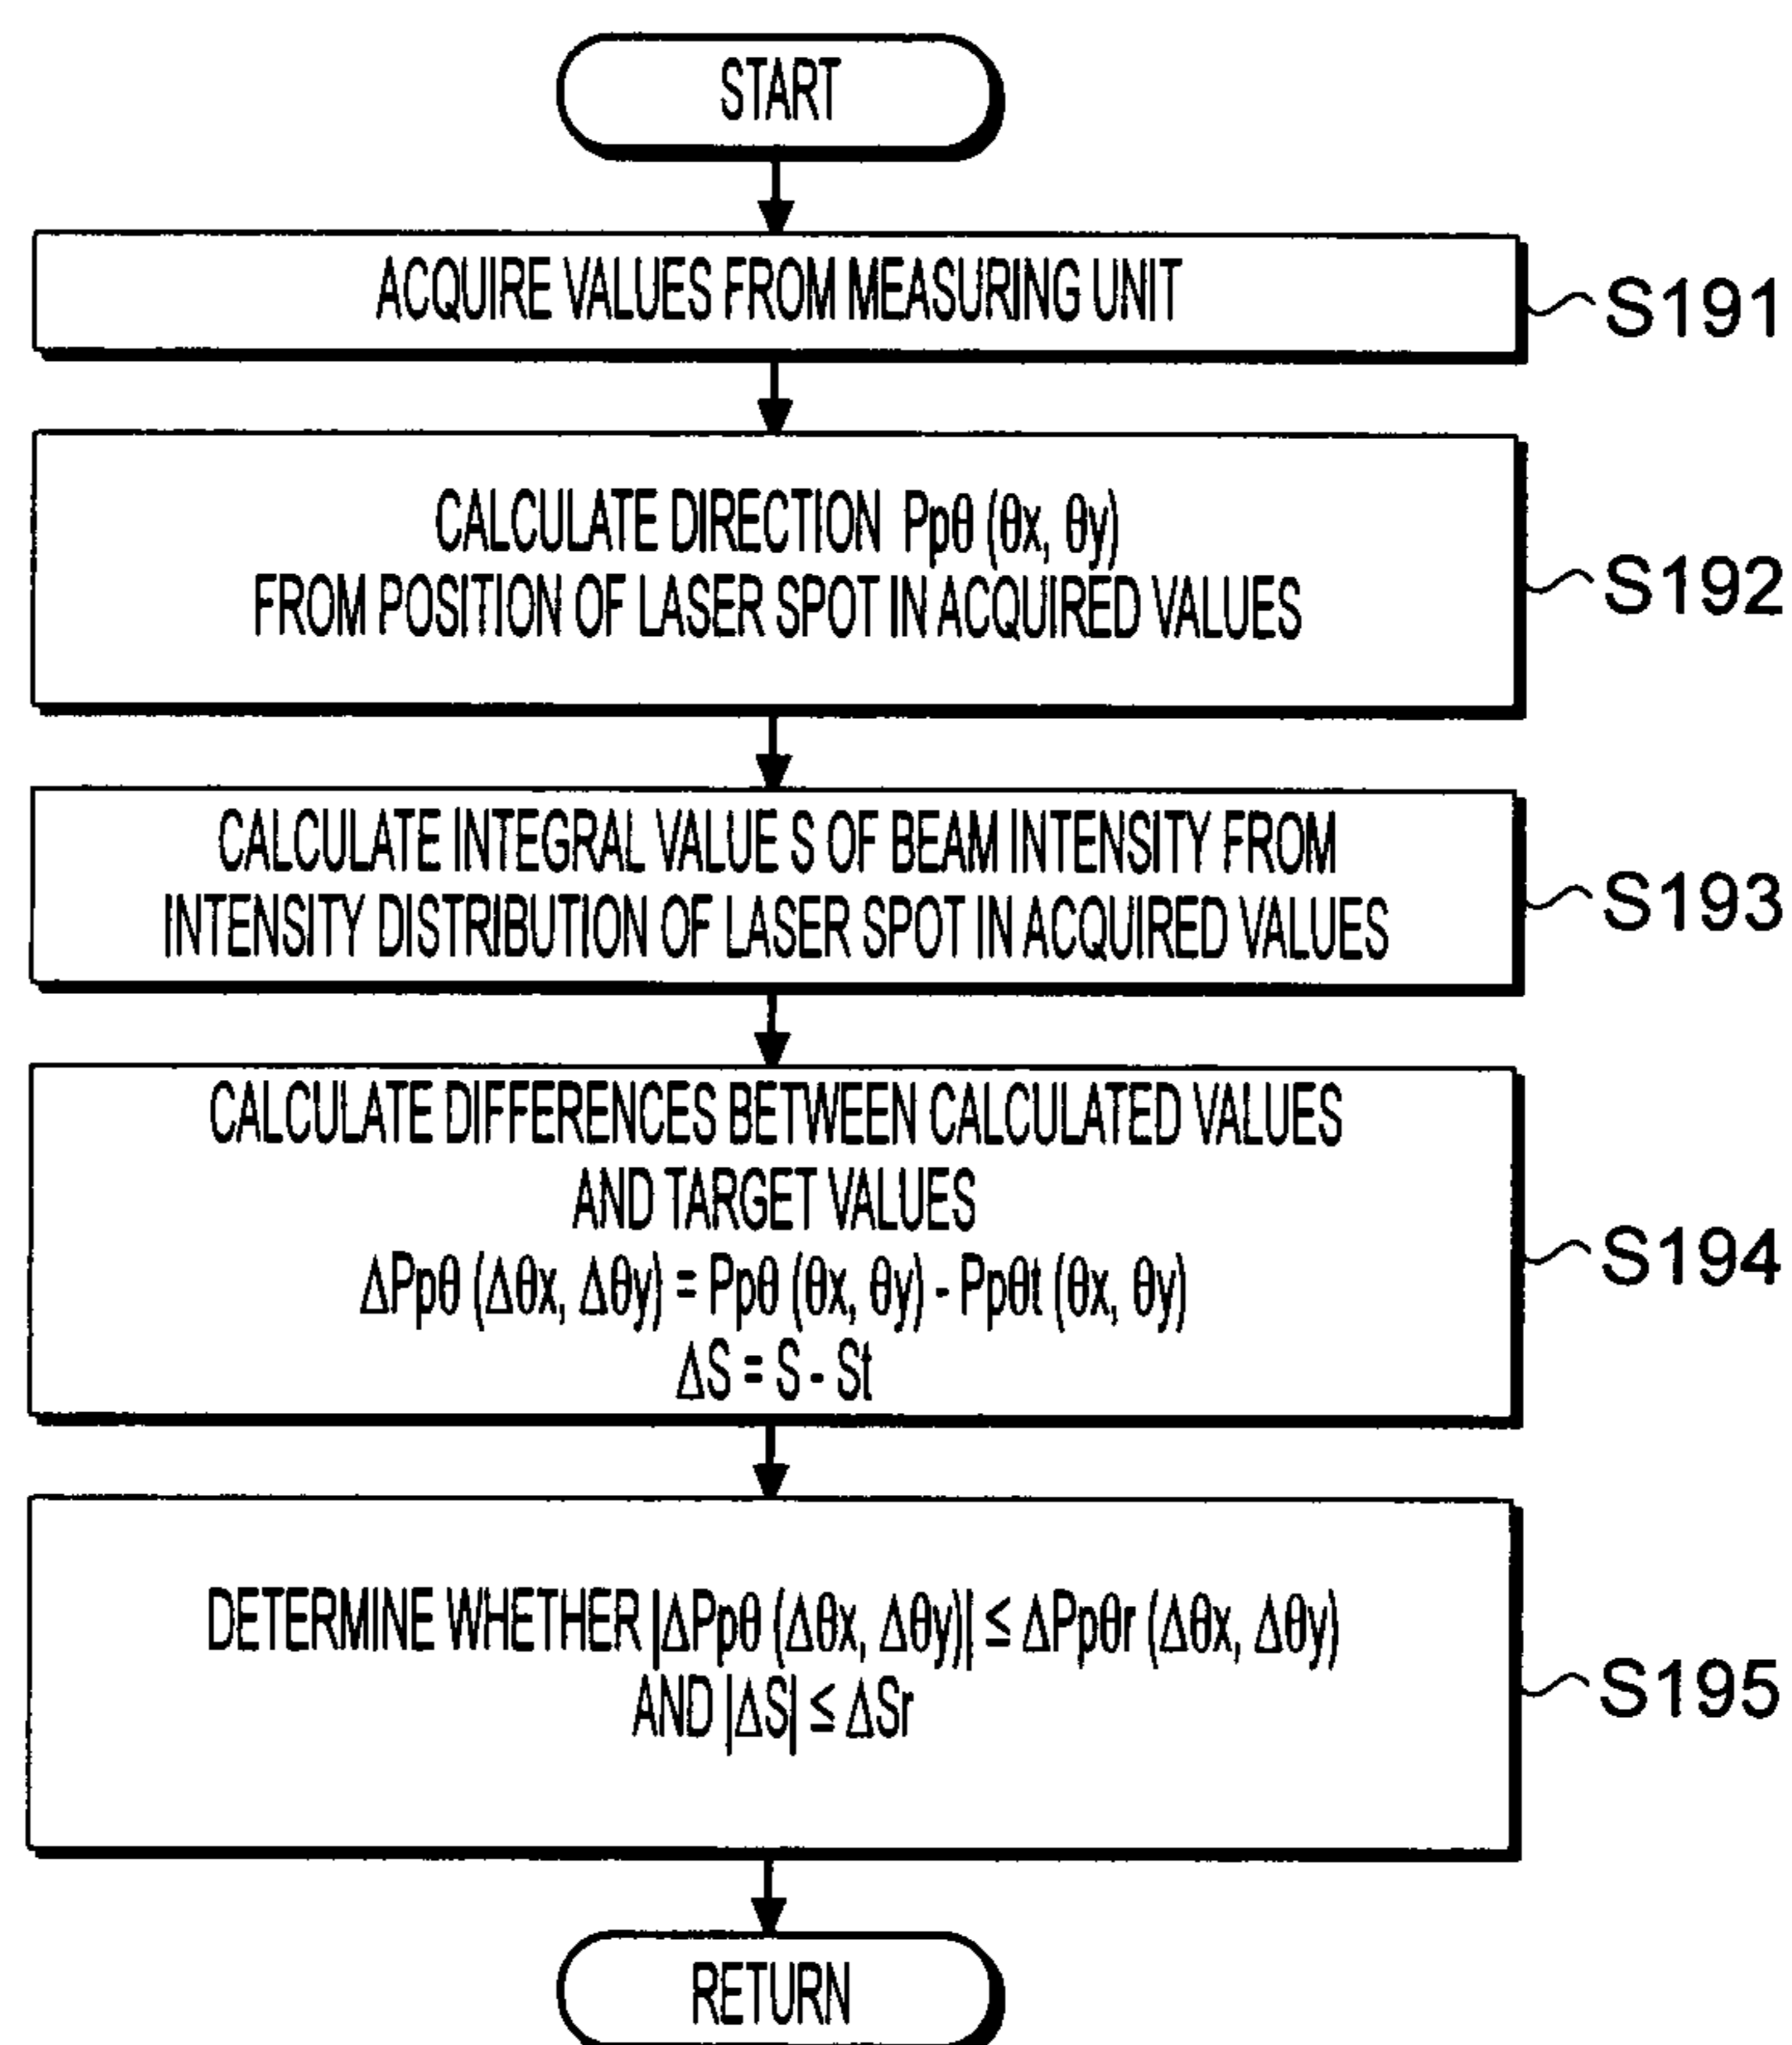 START
ACQUIRE VALUES FROM MEASURING UNIT
S191
CALCULATE DIRECTION Ppθ (θx, θy)
FROM POSITION OF LASER SPOT IN ACQUIRED VALUES
S192
CALCULATE INTEGRAL VALUE S OF BEAM INTENSITY FROM
INTENSITY DISTRIBUTION OF LASER SPOT IN ACQUIRED VALUES
S193
CALCULATE DIFFERENCES BETWEEN CALCULATED VALUES
AND TARGET VALUES
ΔPpθ (Δθx, Δθy) = Ppθ (θx, θy) - Ppθt (θx, θy)
ΔS = S - St
S194
DETERMINE WHETHER |ΔPpθ (Δθx, Δθy)| ≤ ΔPpθr (Δθx, Δθy)
AND |ΔS| ≤ ΔSr
S195
RETURN